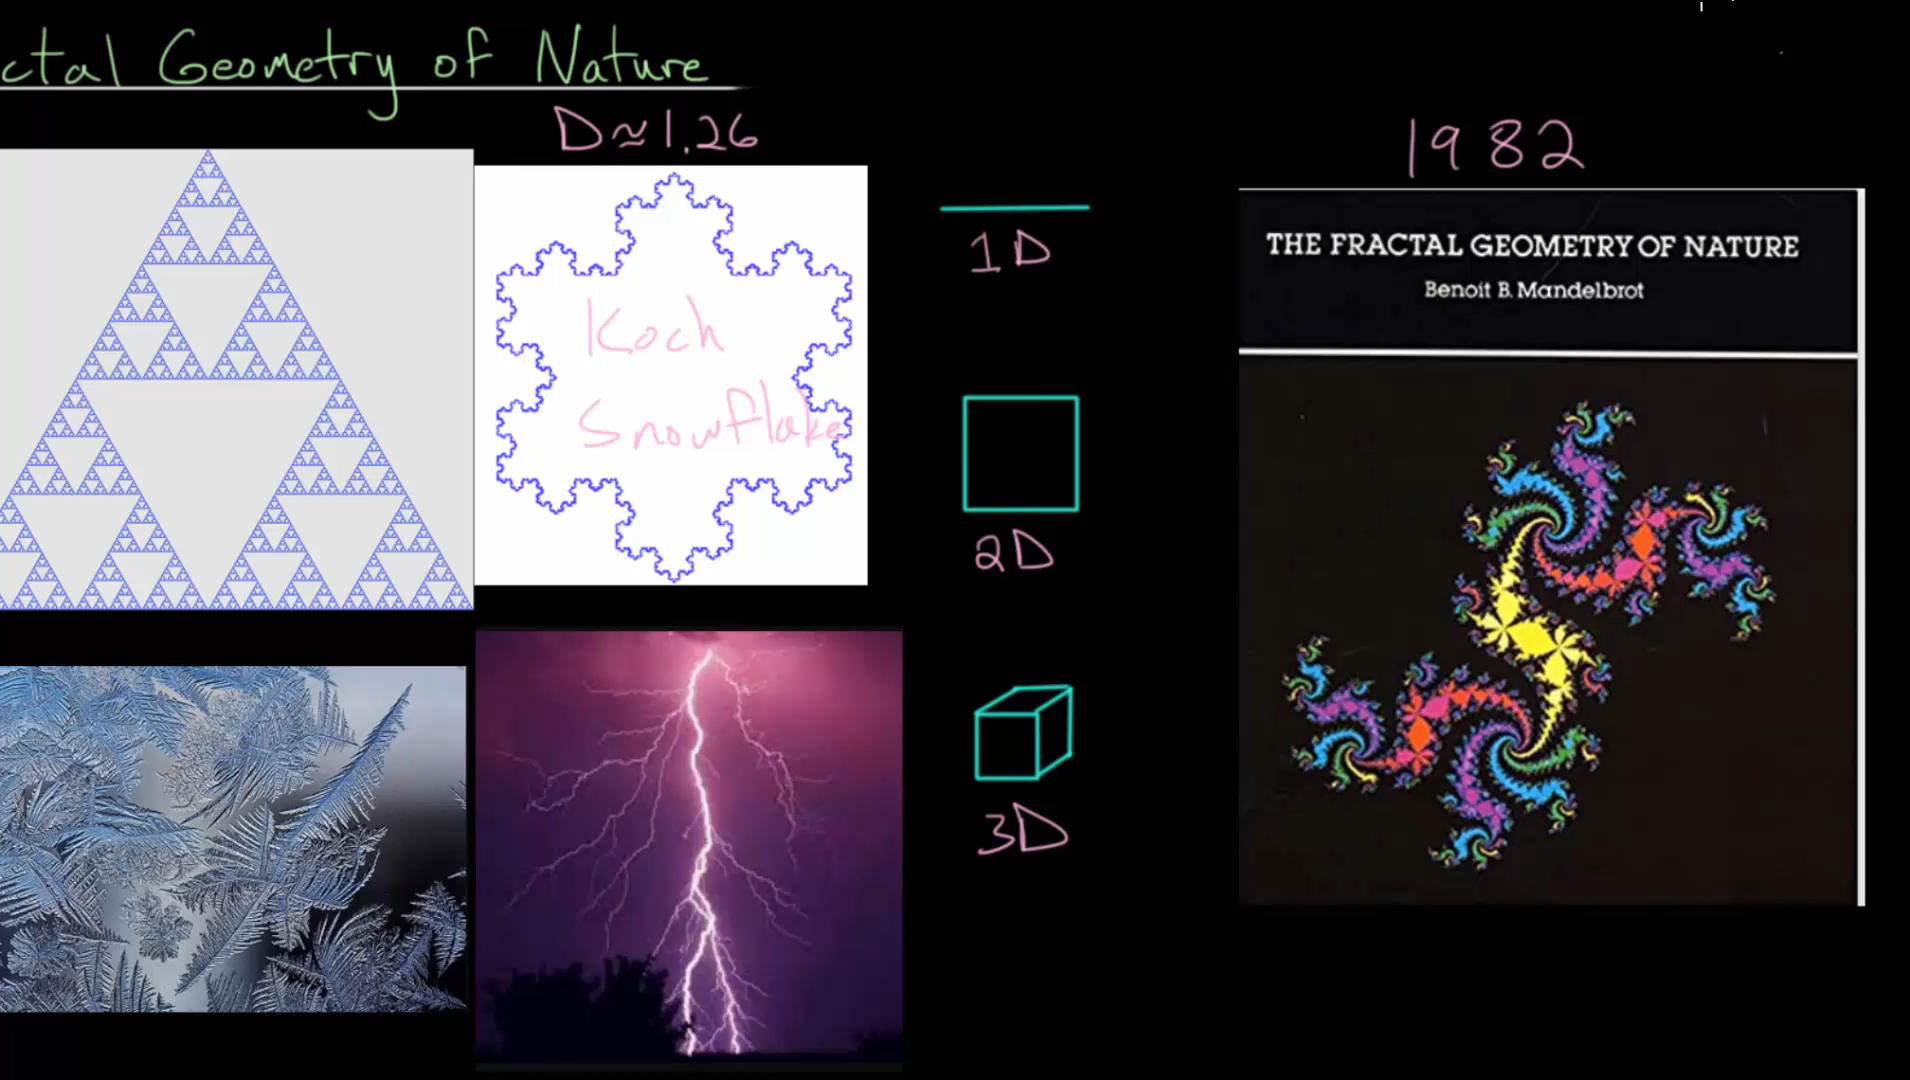 ctal Geometry of Nature
D≈1.26
Koch
Snowflake
1D
2D
3D
1982
THE FRACTAL GEOMETRY OF NATURE
Benoit B. Mandelbrot